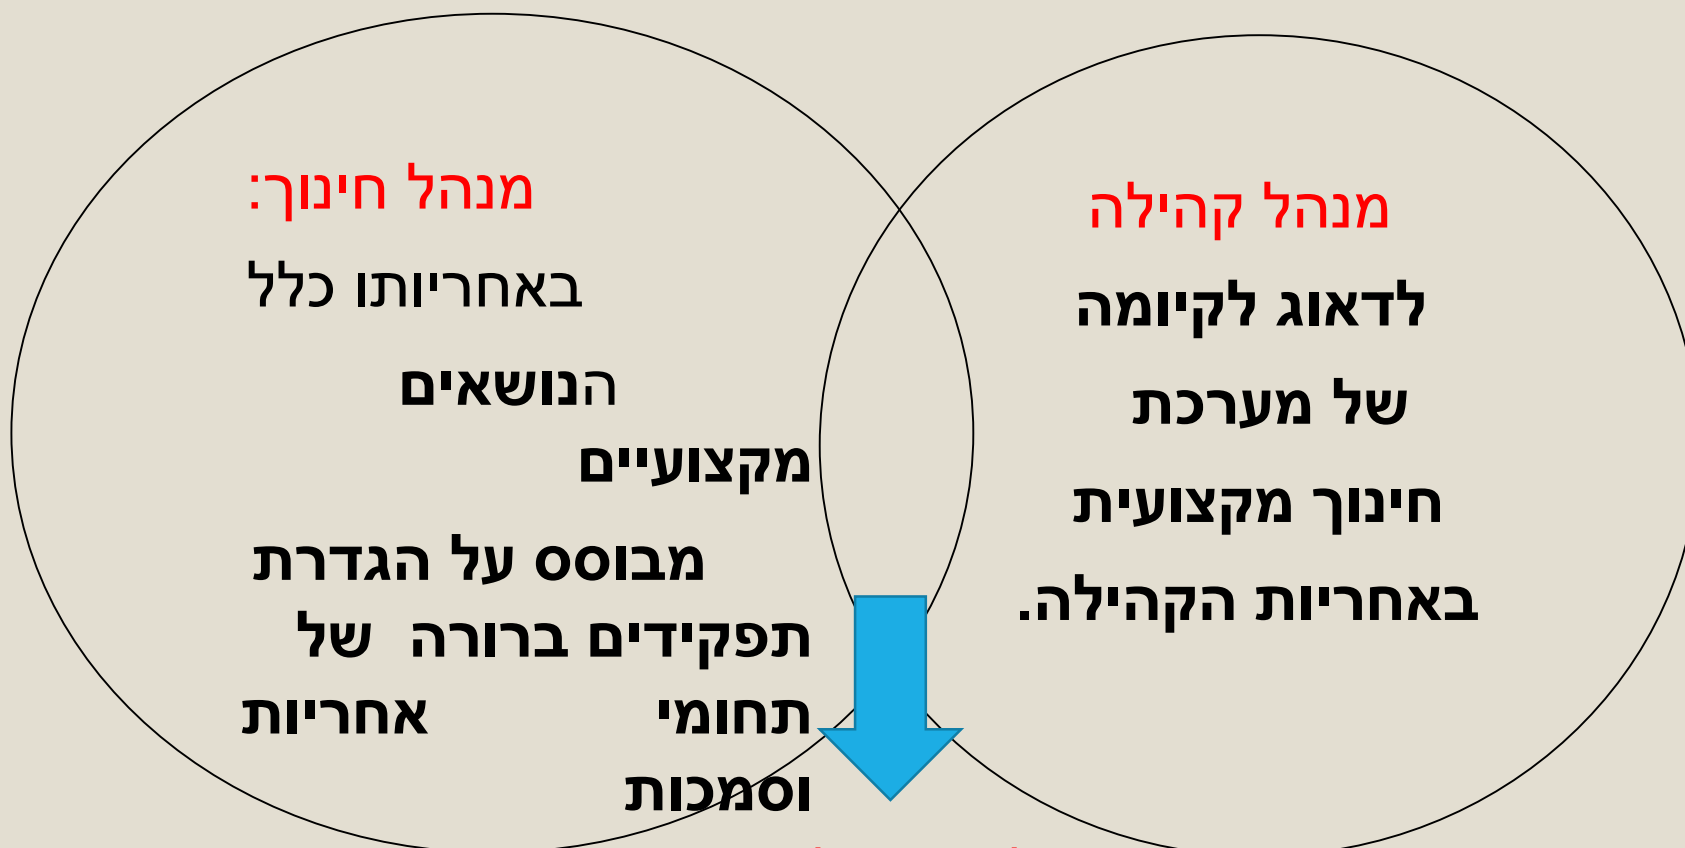 מנהל קהילה
לדאוג לקיומה
של מערכת
חינוך מקצועית
באחריות הקהילה.
מנהל חינוך:
באחריותו כלל
הנושאים
מקצועיים
מבוסס על הגדרת
תפקידים ברורה של
תחומי אחריות
וסמכות